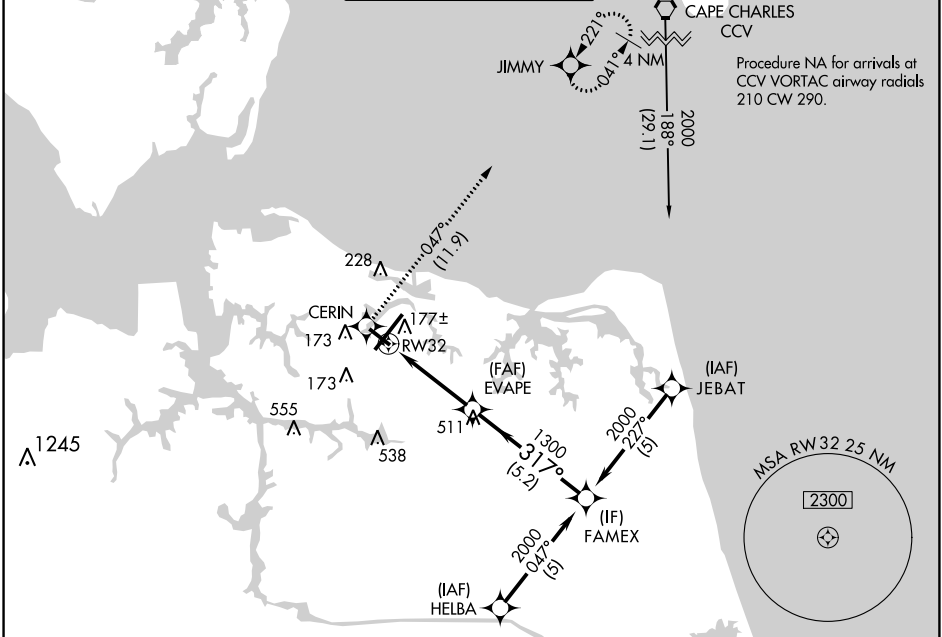 CAPE CHARLES
CCV
221°
041°
4 NM
JIMMY
Procedure NA for arrivals at
CCV VORTAC airway radials
210 CW 290.
2000
188°
(29.1)
047°
(11.9)
228
CERIN
177±
173
RW32
173
(FAF)
EVAPE
(IAF)
JEBAT
555
511
538
1245
2000
227°
(5)
1300
317°
(5.2)
MSA RW 32 25 NM
2300
(IF)
FAMEX
2000
047°
(5)
(IAF)
HELBA